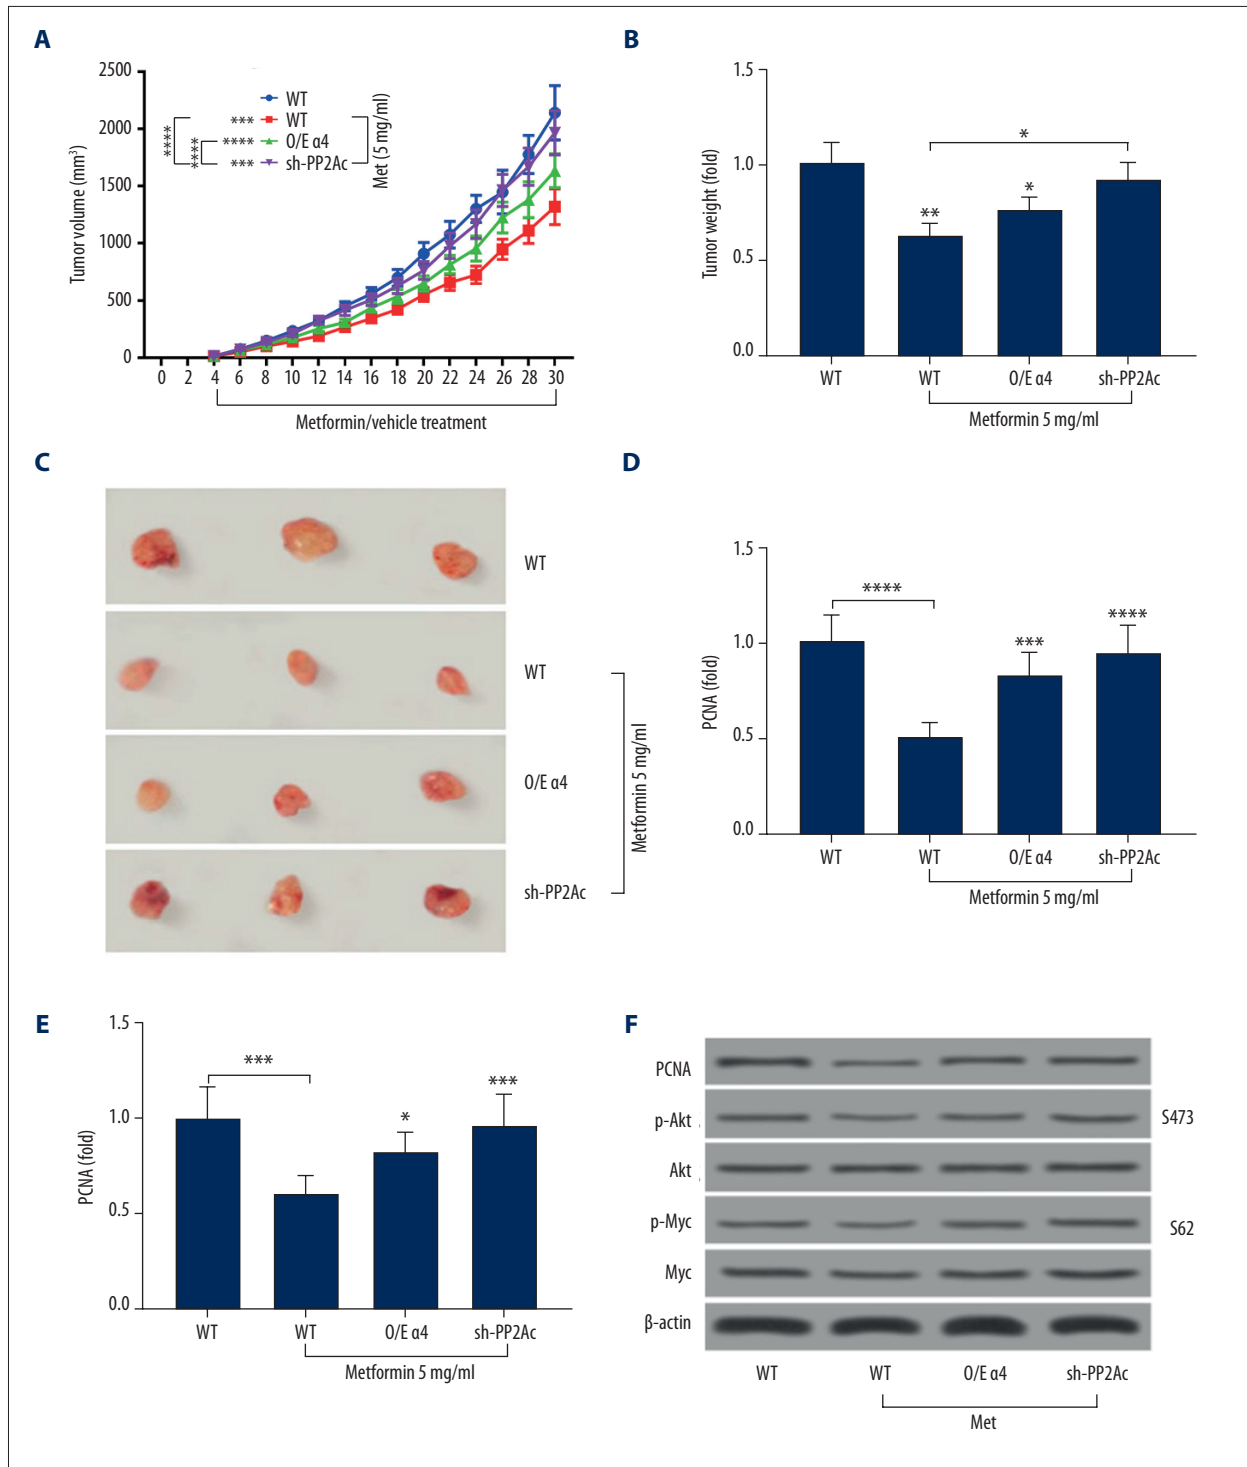 A
Tumor volume (mm³)
2500
2000
1500
1000
500
0
WT
*** WT
**** O/E α4
*** sh-PP2Ac
****
****
Met (5 mg/ml)
0 2 4 6 8 10 12 14 16 18 20 22 24 26 28 30
Metformin/vehicle treatment
B
Tumor weight (fold)
1.5
1.0
0.5
0.0
**
*
*
WT WT O/E α4 sh-PP2Ac
Metformin 5 mg/ml
C
WT
WT
O/E α4
sh-PP2Ac
Metformin 5 mg/ml
D
PCNA (fold)
1.5
1.0
0.5
0.0
****
***
****
WT WT O/E α4 sh-PP2Ac
Metformin 5 mg/ml
E
PCNA (fold)
1.5
1.0
0.5
0.0
***
*
***
WT WT O/E α4 sh-PP2Ac
Metformin 5 mg/ml
F
PCNA
p-Akt S473
Akt
p-Myc S62
Myc
β-actin
WT WT O/E α4 sh-PP2Ac
Met